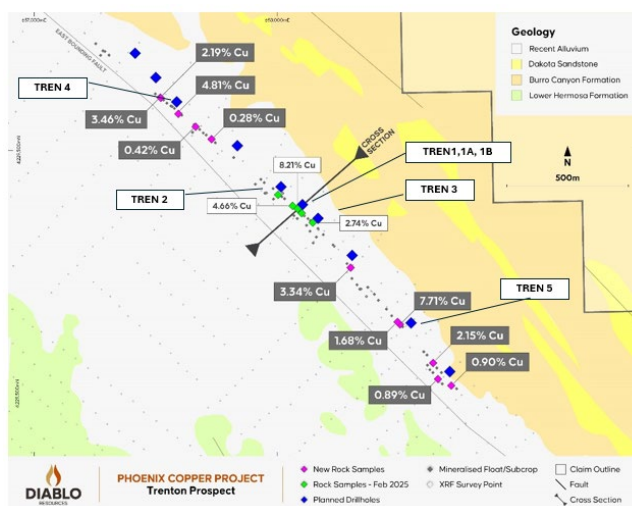 Geology
Recent Alluvium
Dakota Sandstone
Burro Canyon Formation
Lower Hermosa Formation
N
500m
EAST BOUNDING FAULT
2.19% Cu
TREN 4
4.81% Cu
3.46% Cu
0.28% Cu
0.42% Cu
CROSS
SECTION
TREN1,1A, 1B
8.21% Cu
TREN 2
TREN 3
4.66% Cu
2.74% Cu
3.34% Cu
TREN 5
7.71% Cu
1.68% Cu
2.15% Cu
0.90% Cu
0.89% Cu
DIABLO
RESOURCES
PHOENIX COPPER PROJECT
Trenton Prospect
New Rock Samples
Rock Samples - Feb 2025
Planned Drillholes
Mineralised Float/Subcrop
XRF Survey Point
Claim Outline
Fault
Cross Section